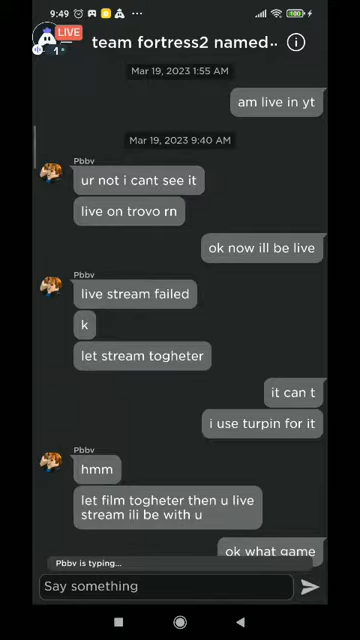 9:49
100
LIVE
1
team fortress2 named..
Mar 19, 2023 1:55 AM
am live in yt
Mar 19, 2023 9:40 AM
Pbbv
ur not i cant see it
live on trovo rn
ok now ill be live
Pbbv
live stream failed
k
let stream togheter
it can t
i use turpin for it
Pbbv
hmm
let film togheter then u live
stream ili be with u
ok what game
Pbbv is typing...
Say something